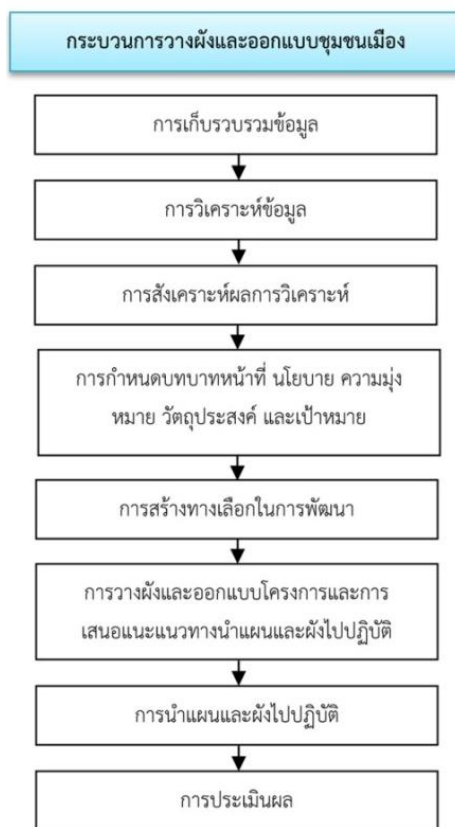 กระบวนการวางผังและออกแบบชุมชนเมือง
การเก็บรวบรวมข้อมูล
การวิเคราะห์ข้อมูล
การสังเคราะห์ผลการวิเคราะห์
การกำหนดบทบาทหน้าที่ นโยบาย ความมุ่ง
หมาย วัตถุประสงค์ และเป้าหมาย
การสร้างทางเลือกในการพัฒนา
การวางผังและออกแบบโครงการและการ
เสนอแนะแนวทางนำแผนและผังไปปฏิบัติ
การนำแผนและผังไปปฏิบัติ
การประเมินผล